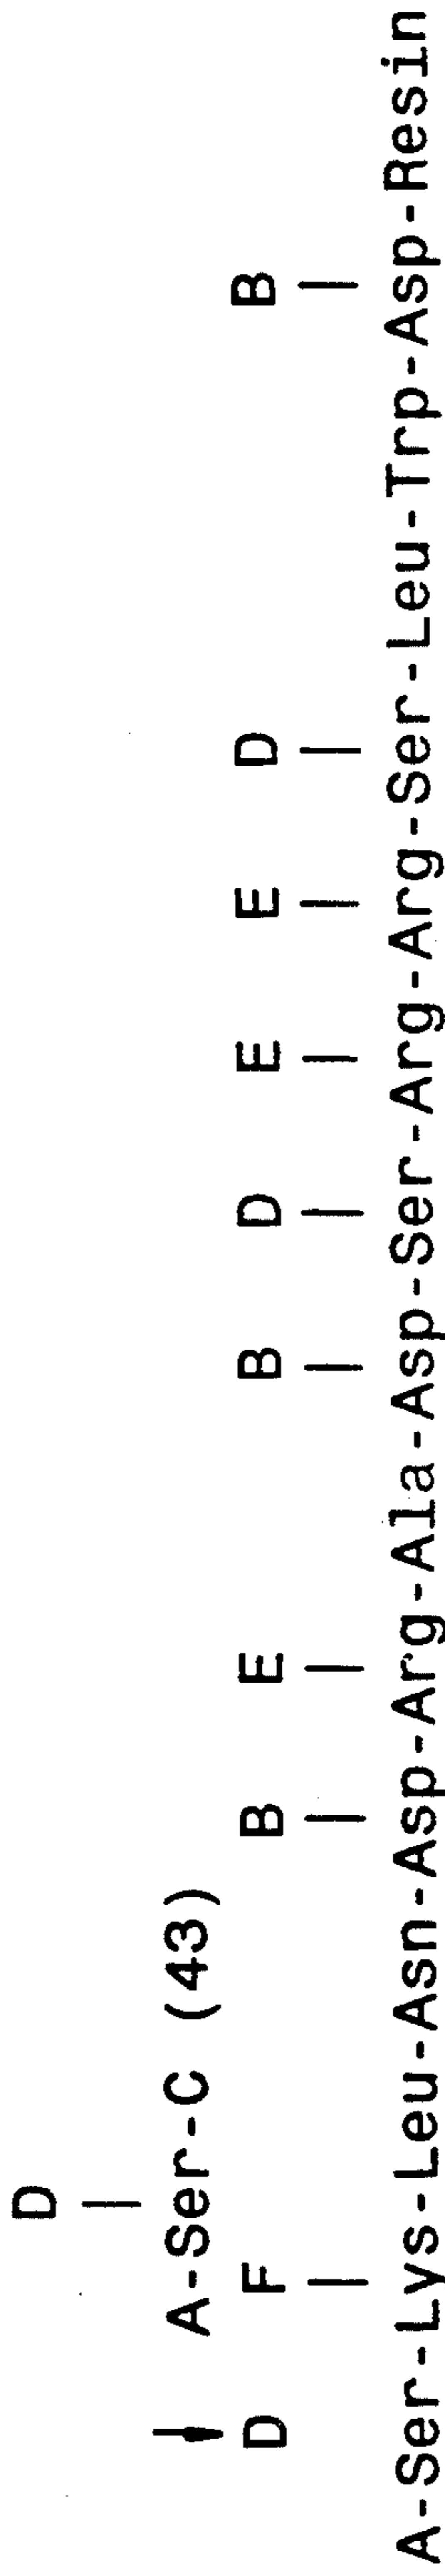 D
A-Ser-C (43)
D F B E B D E E D B
A-Ser-Lys-Leu-Asn-Asp-Arg-Ala-Asp-Ser-Arg-Arg-Ser-Leu-Trp-Asp-Resin